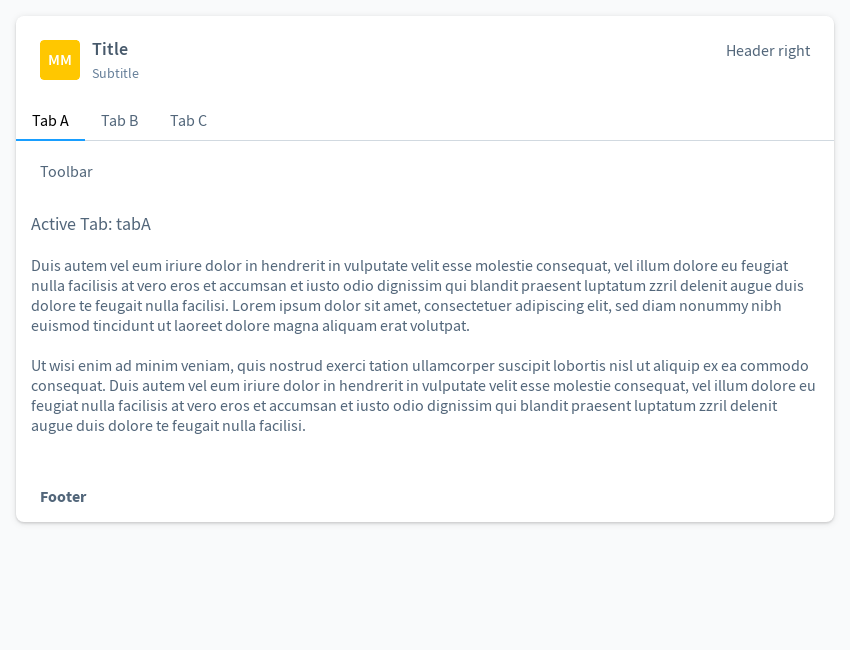 MM
Title
Subtitle
Header right
Tab A Tab B Tab C
Toolbar
Active Tab: tabA
Duis autem vel eum iriure dolor in hendrerit in vulputate velit esse molestie consequat, vel illum dolore eu feugiat
nulla facilisis at vero eros et accumsan et iusto odio dignissim qui blandit praesent luptatum zzril delenit augue duis
dolore te feugait nulla facilisi. Lorem ipsum dolor sit amet, consectetuer adipiscing elit, sed diam nonummy nibh
euismod tincidunt ut laoreet dolore magna aliquam erat volutpat.
Ut wisi enim ad minim veniam, quis nostrud exerci tation ullamcorper suscipit lobortis nisl ut aliquip ex ea commodo
consequat. Duis autem vel eum iriure dolor in hendrerit in vulputate velit esse molestie consequat, vel illum dolore eu
feugiat nulla facilisis at vero eros et accumsan et iusto odio dignissim qui blandit praesent luptatum zzril delenit
augue duis dolore te feugait nulla facilisi.
Footer